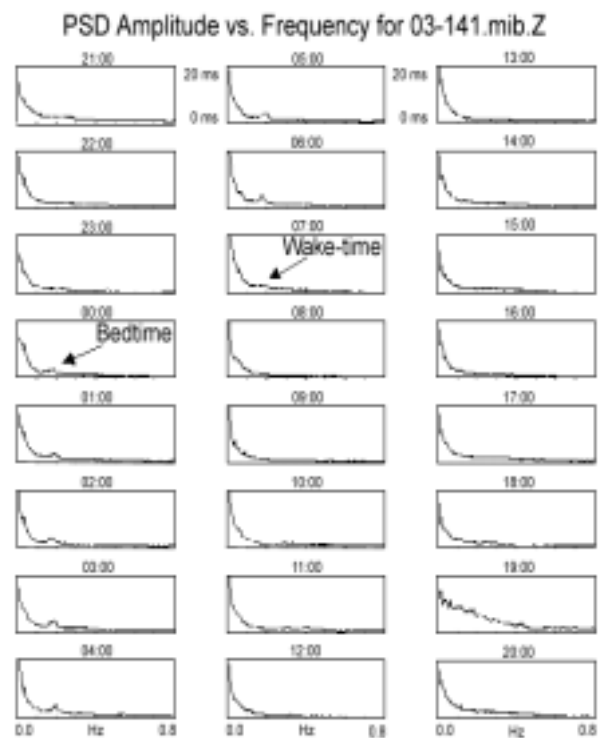 PSD Amplitude vs. Frequency for 03-141.mib.Z
21:00
20 ms
05:00
20 ms
13:00
0 ms
0 ms
22:00
06:00
14:00
23:00
07:00
15:00
Wake-time
00:00
08:00
16:00
Bedtime
01:00
09:00
17:00
02:00
10:00
18:00
03:00
11:00
19:00
04:00
12:00
20:00
0.0 Hz 0.8
0.0 Hz 0.8
0.0 Hz 0.8